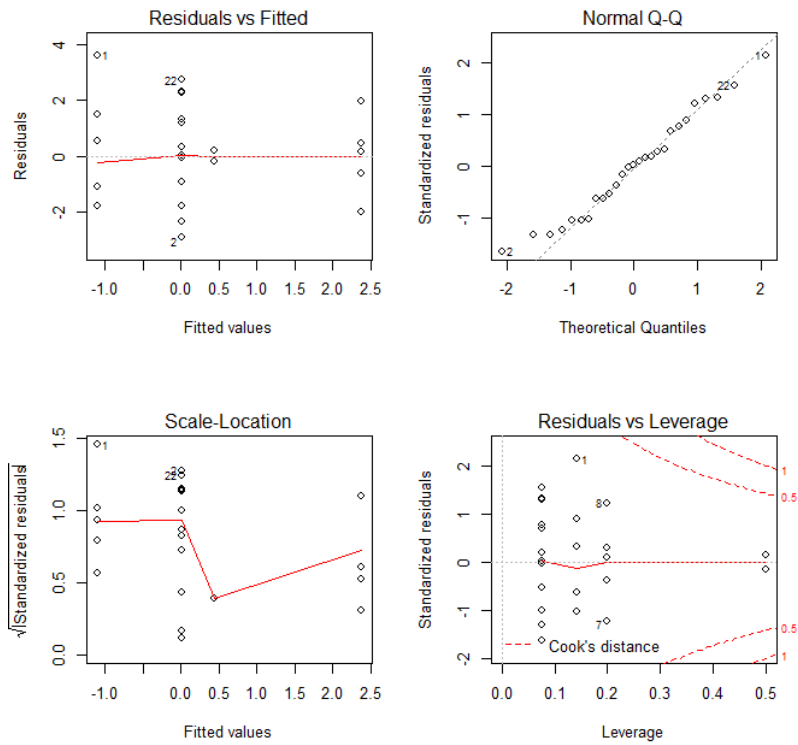 Residuals vs Fitted
Residuals
4
2
0
-2
1
22
2
-1.0 0.0 0.5 1.0 1.5 2.0 2.5
Fitted values
Normal Q-Q
Standardized residuals
2
1
0
-1
1
22
2
-2 -1 0 1 2
Theoretical Quantiles
Scale-Location
√|Standardized residuals|
1.5
1.0
0.5
0.0
1
2
22
-1.0 0.0 0.5 1.0 1.5 2.0 2.5
Fitted values
Residuals vs Leverage
Standardized residuals
2
1
0
-1
-2
1
8
7
1
0.5
0.5
1
Cook's distance
0.0 0.1 0.2 0.3 0.4 0.5
Leverage